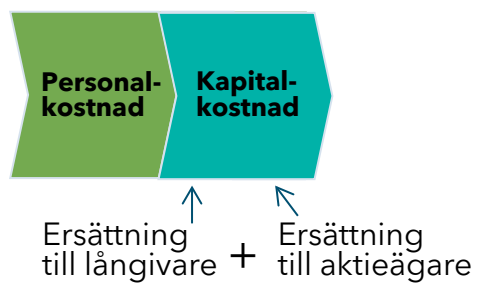 Personal-
kostnad
Kapital-
kostnad
Ersättning
till långivare
+
Ersättning
till aktieägare